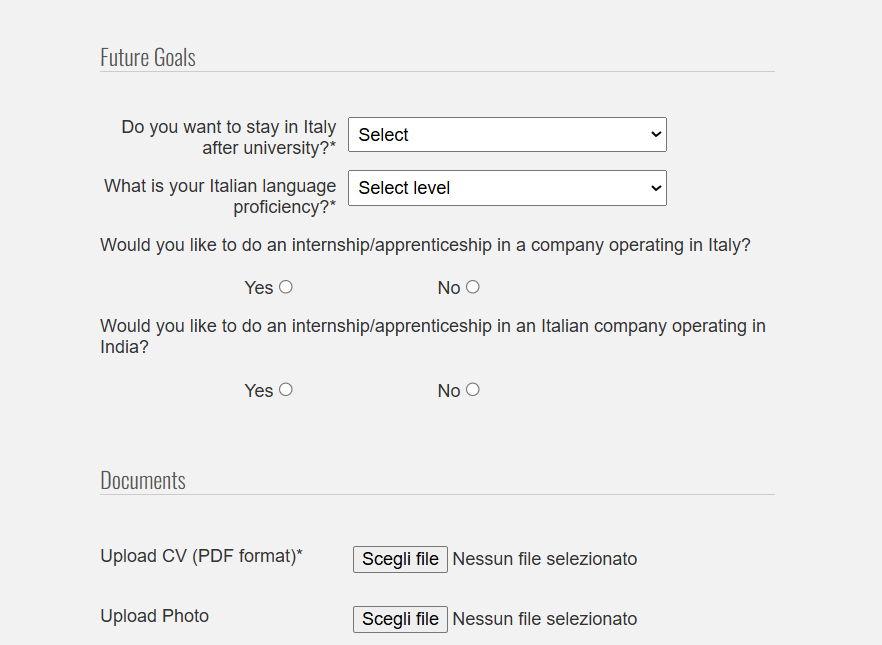 Future Goals
Do you want to stay in Italy
after university?*
Select
What is your Italian language
proficiency?*
Select level
Would you like to do an internship/apprenticeship in a company operating in Italy?
Yes No
Would you like to do an internship/apprenticeship in an Italian company operating in
India?
Yes No
Documents
Upload CV (PDF format)* Scegli file Nessun file selezionato
Upload Photo Scegli file Nessun file selezionato